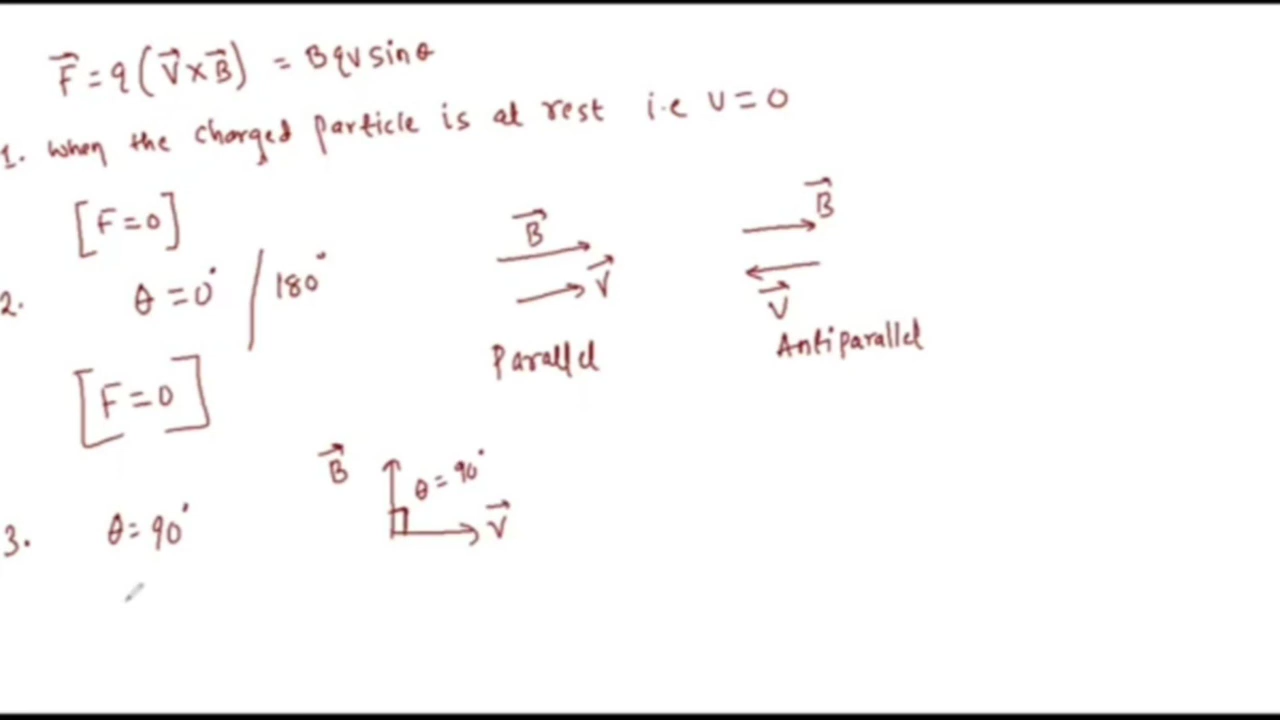 F⃗ = q (V⃗ × B⃗) = Bqv sin θ
1. When the charged particle is at rest i.e v = 0
[F = 0]
B⃗
B⃗
2. θ = 0° / 180°
V⃗
V⃗
Parallel
Antiparallel
[F = 0]
B⃗ θ = 90°
3. θ = 90° V⃗